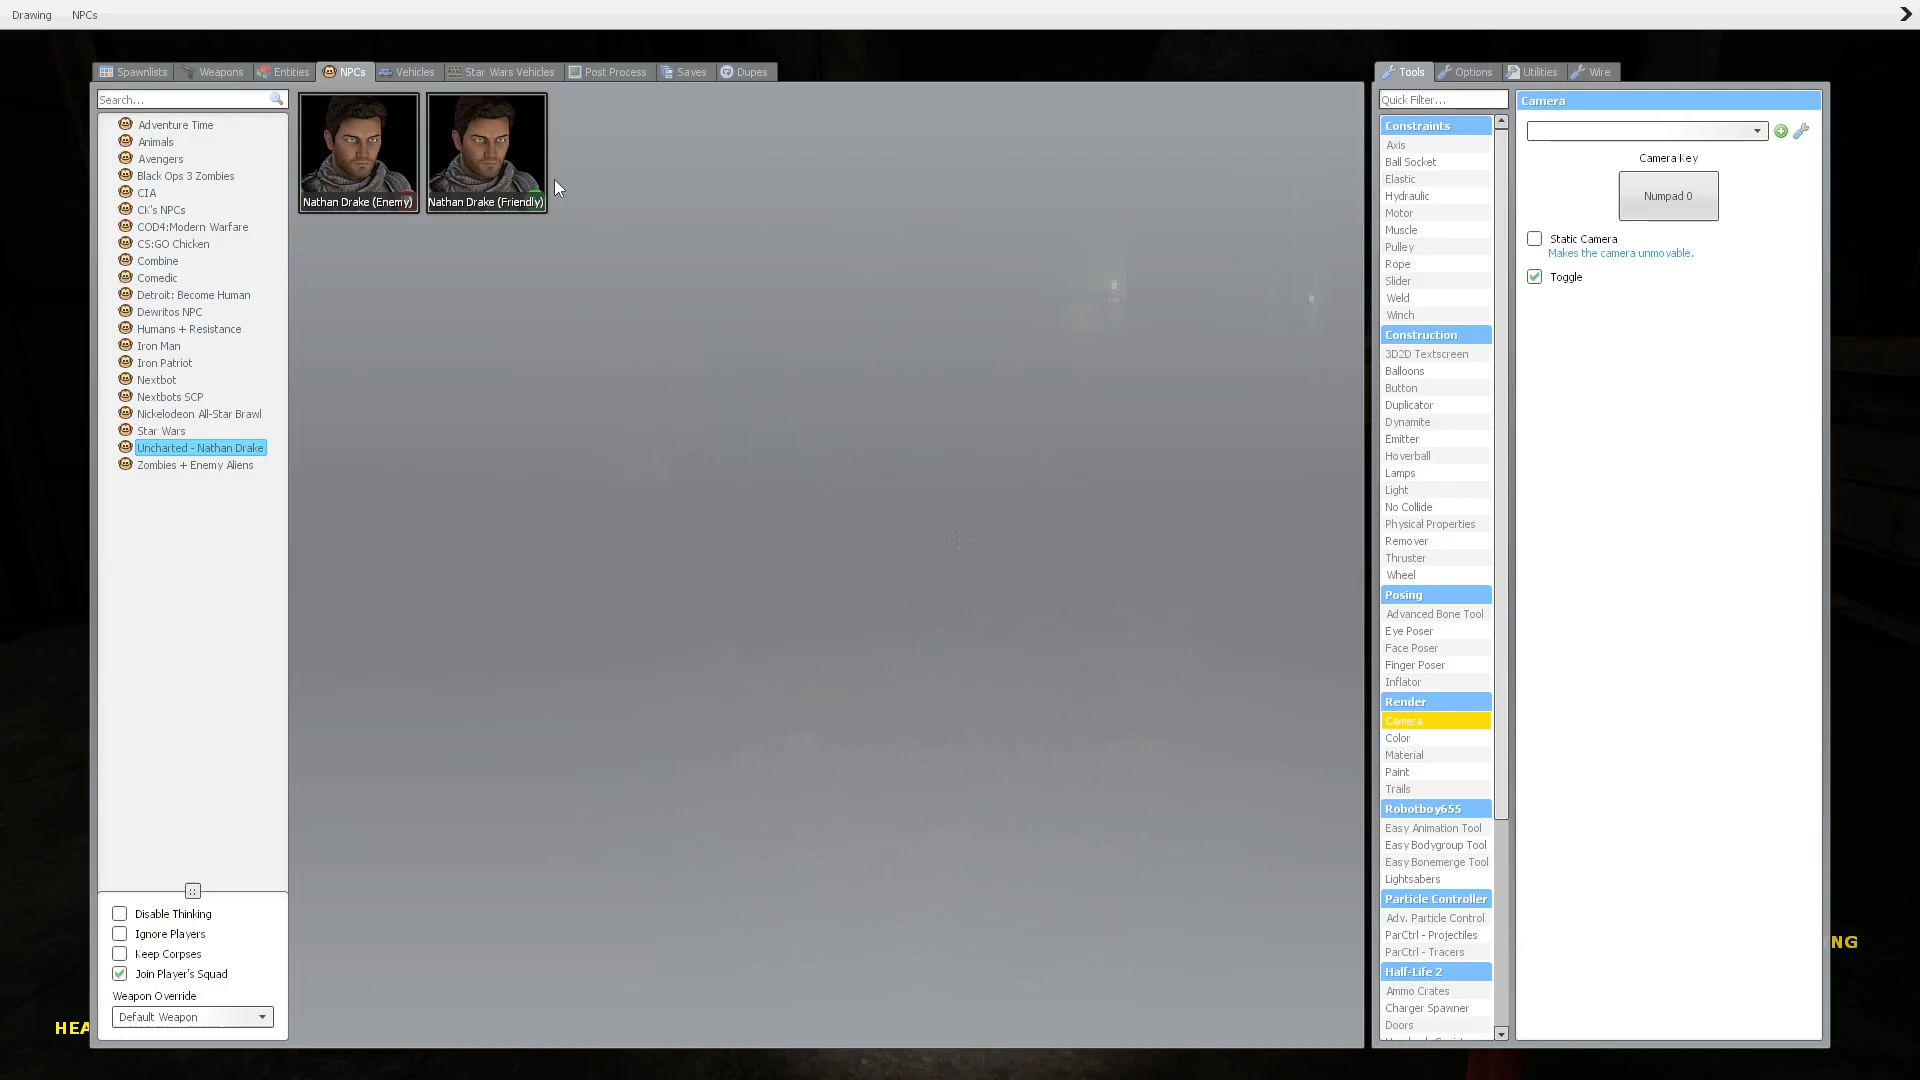 Drawing NPCs
Spawnlists Weapons Entities NPCs Vehicles Star Wars Vehicles Post Process Saves Dupes
Search...
Adventure Time
Animals
Avengers
Black Ops 3 Zombies
CIA
CK's NPCs
COD4:Modern Warfare
CS:GO Chicken
Combine
Comedic
Detroit: Become Human
Dewritos NPC
Humans + Resistance
Iron Man
Iron Patriot
Nextbot
Nextbots SCP
Nickelodeon All-Star Brawl
Star Wars
Uncharted - Nathan Drake
Zombies + Enemy Aliens
Disable Thinking
Ignore Players
Keep Corpses
Join Player's Squad
Weapon Override
Default Weapon
HEA
Nathan Drake (Enemy) Nathan Drake (Friendly)
Tools Options Utilities Wire
Quick Filter...
Constraints
Axis
Ball Socket
Elastic
Hydraulic
Motor
Muscle
Pulley
Rope
Slider
Weld
Winch
Construction
3D2D Textscreen
Balloons
Button
Duplicator
Dynamite
Emitter
Hoverball
Lamps
Light
No Collide
Physical Properties
Remover
Thruster
Wheel
Posing
Advanced Bone Tool
Eye Poser
Face Poser
Finger Poser
Inflator
Render
Camera
Color
Material
Paint
Trails
Robotboy655
Easy Animation Tool
Easy Bodygroup Tool
Easy Bonemerge Tool
Lightsabers
Particle Controller
Adv. Particle Control
ParCtrl - Projectiles
ParCtrl - Tracers
Half-Life 2
Ammo Crates
Charger Spawner
Doors
Camera
Camera Key
Numpad 0
Static Camera
Makes the camera unmovable.
Toggle
NG